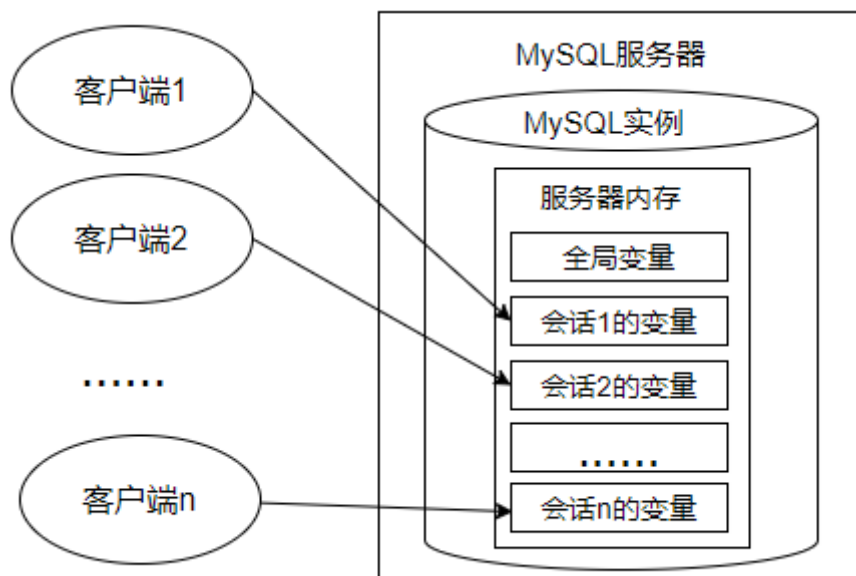 MySQL服务器
MySQL实例
服务器内存
全局变量
客户端1
会话1的变量
客户端2
会话2的变量
......
......
客户端n
会话n的变量